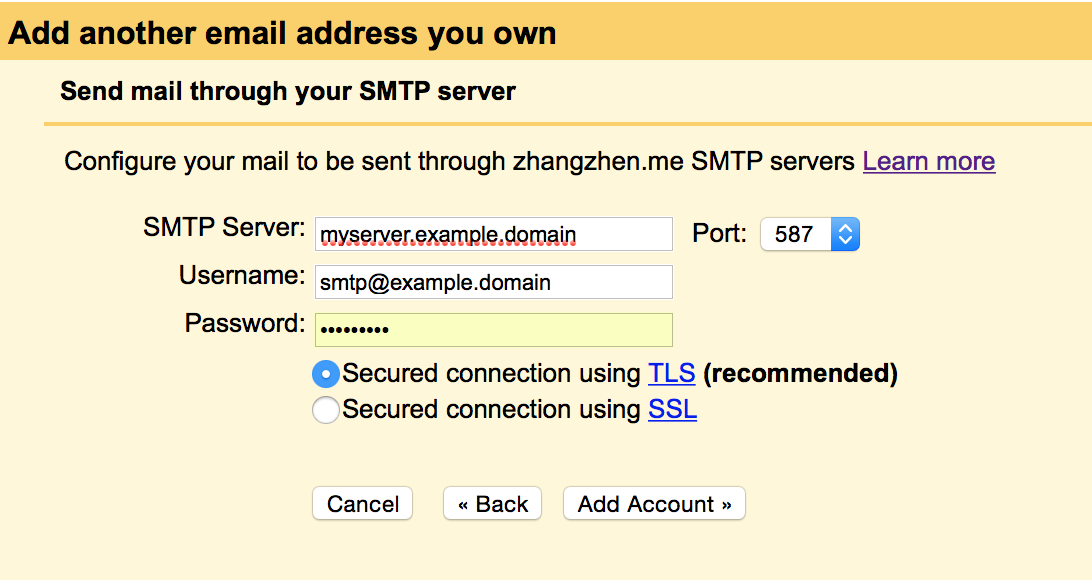 Add another email address you own
Send mail through your SMTP server
Configure your mail to be sent through zhangzhen.me SMTP servers Learn more
SMTP Server: myserver.example.domain Port: 587
Username: smtp@example.domain
Password: •••••••••
Secured connection using TLS (recommended)
Secured connection using SSL
Cancel « Back Add Account »